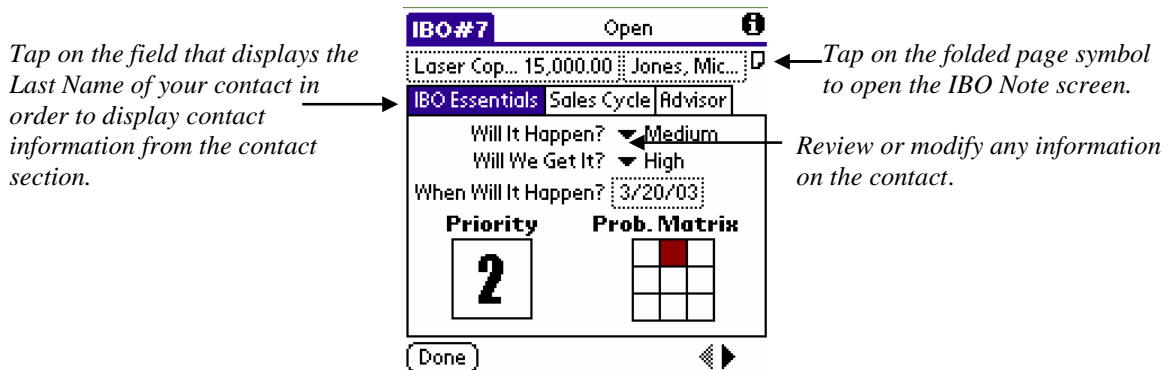 Tap on the field that displays the
Last Name of your contact in
order to display contact
information from the contact
section.
IBO#7 Open
Laser Cop... 15,000.00 Jones, Mic...
IBO Essentials Sales Cycle Advisor
Will It Happen? Medium
Will We Get It? High
When Will It Happen? 3/20/03
Priority Prob. Matrix
2
Done
Tap on the folded page symbol
to open the IBO Note screen.
Review or modify any information
on the contact.